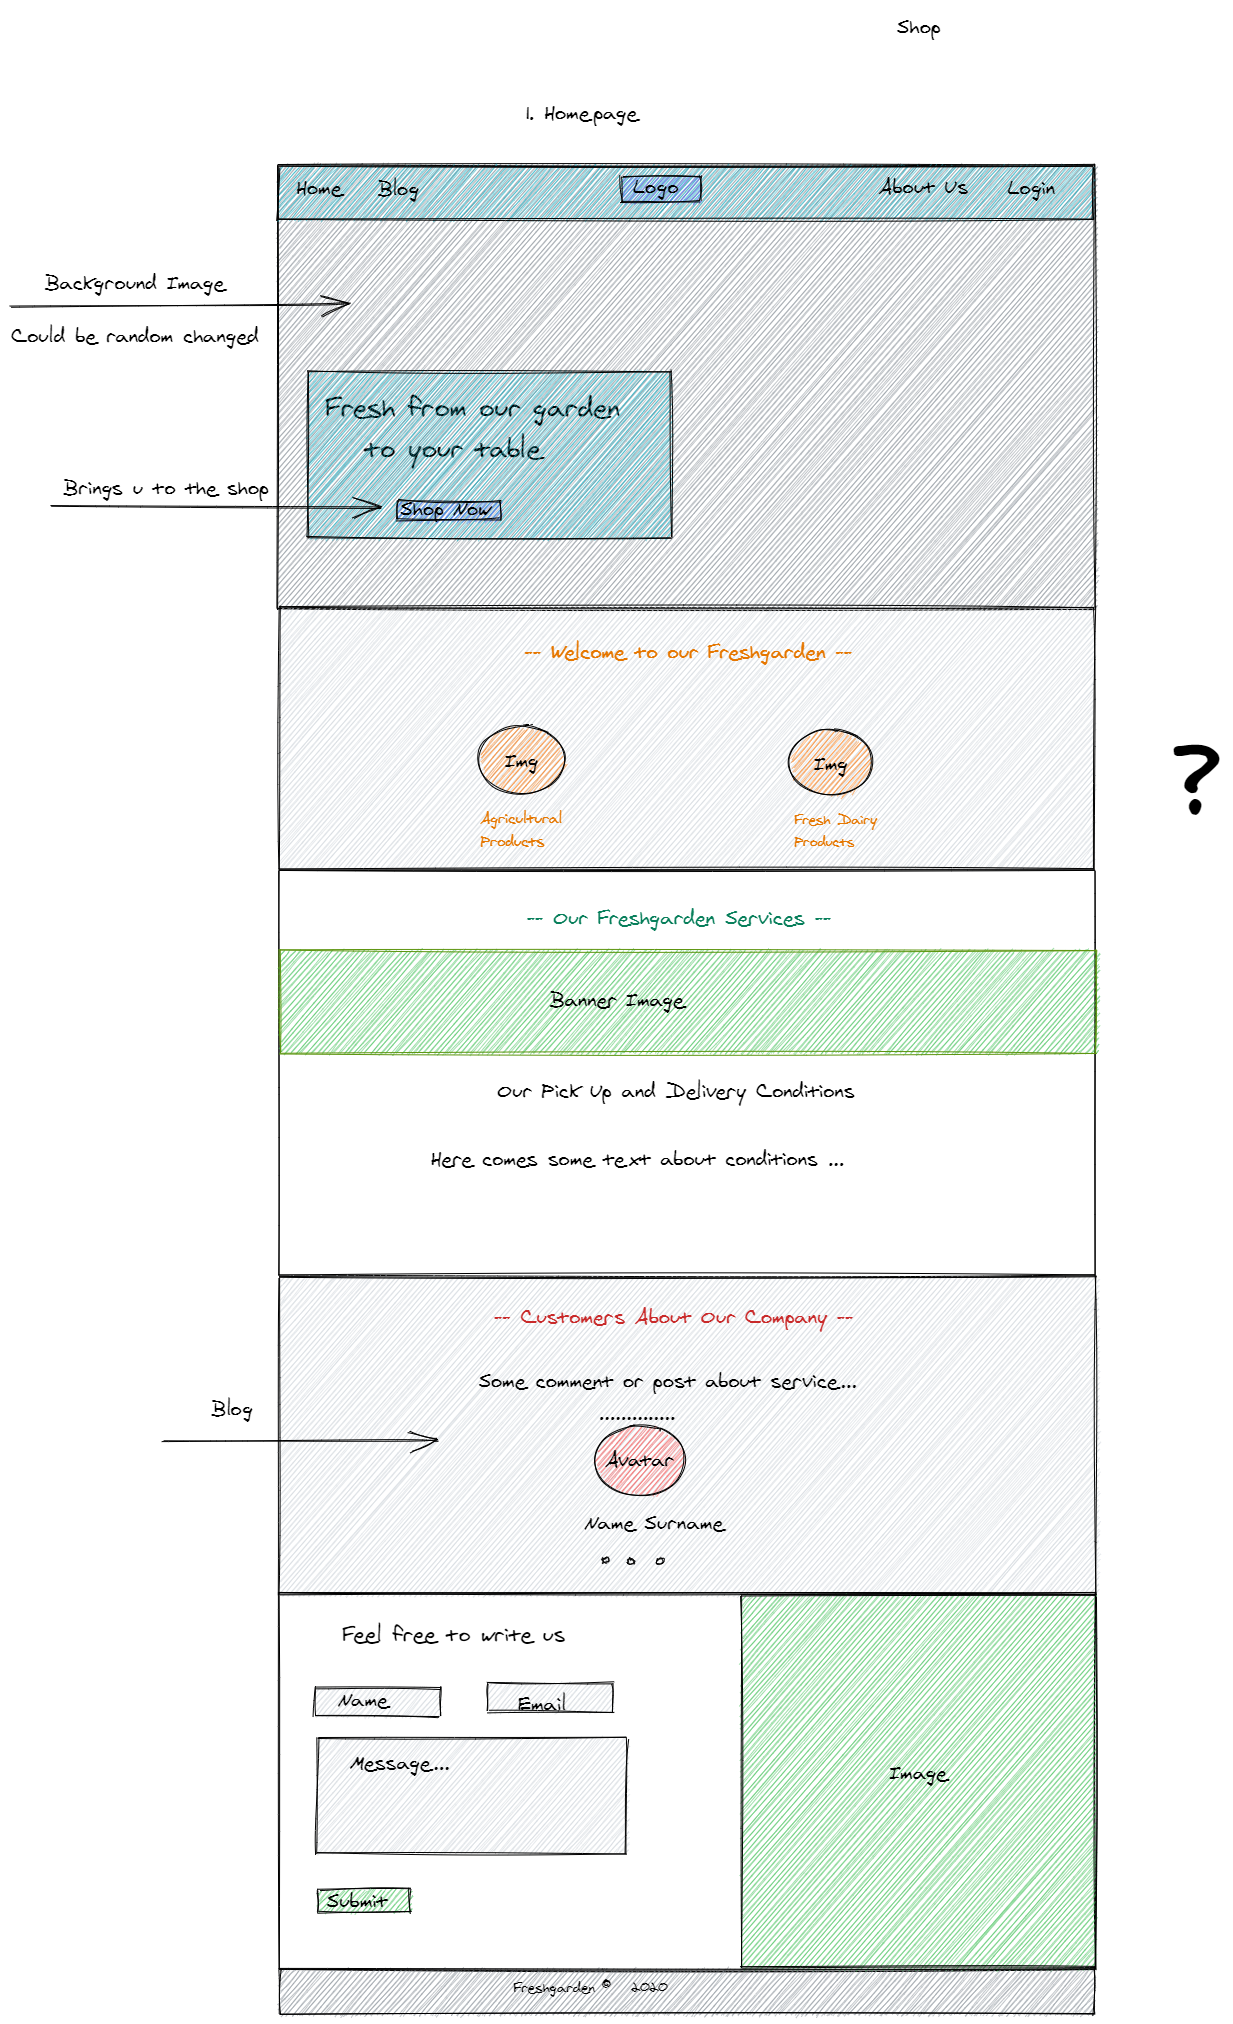 Shop
1. Homepage
Home Blog Logo About Us Login
Background Image
Could be random changed
Fresh from our garden
to your table
Brings u to the shop
Shop Now
-- Welcome to our Freshgarden --
Img Img
Agricultural
Products
Fresh Dairy
Products
?
-- Our Freshgarden Services --
Banner Image
Our Pick Up and Delivery Conditions
Here comes some text about conditions ...
-- Customers About Our Company --
Some comment or post about service...
..............
Blog
Avatar
Name Surname
Feel free to write us
Name Email
Message...
Image
Submit
Freshgarden © 2020